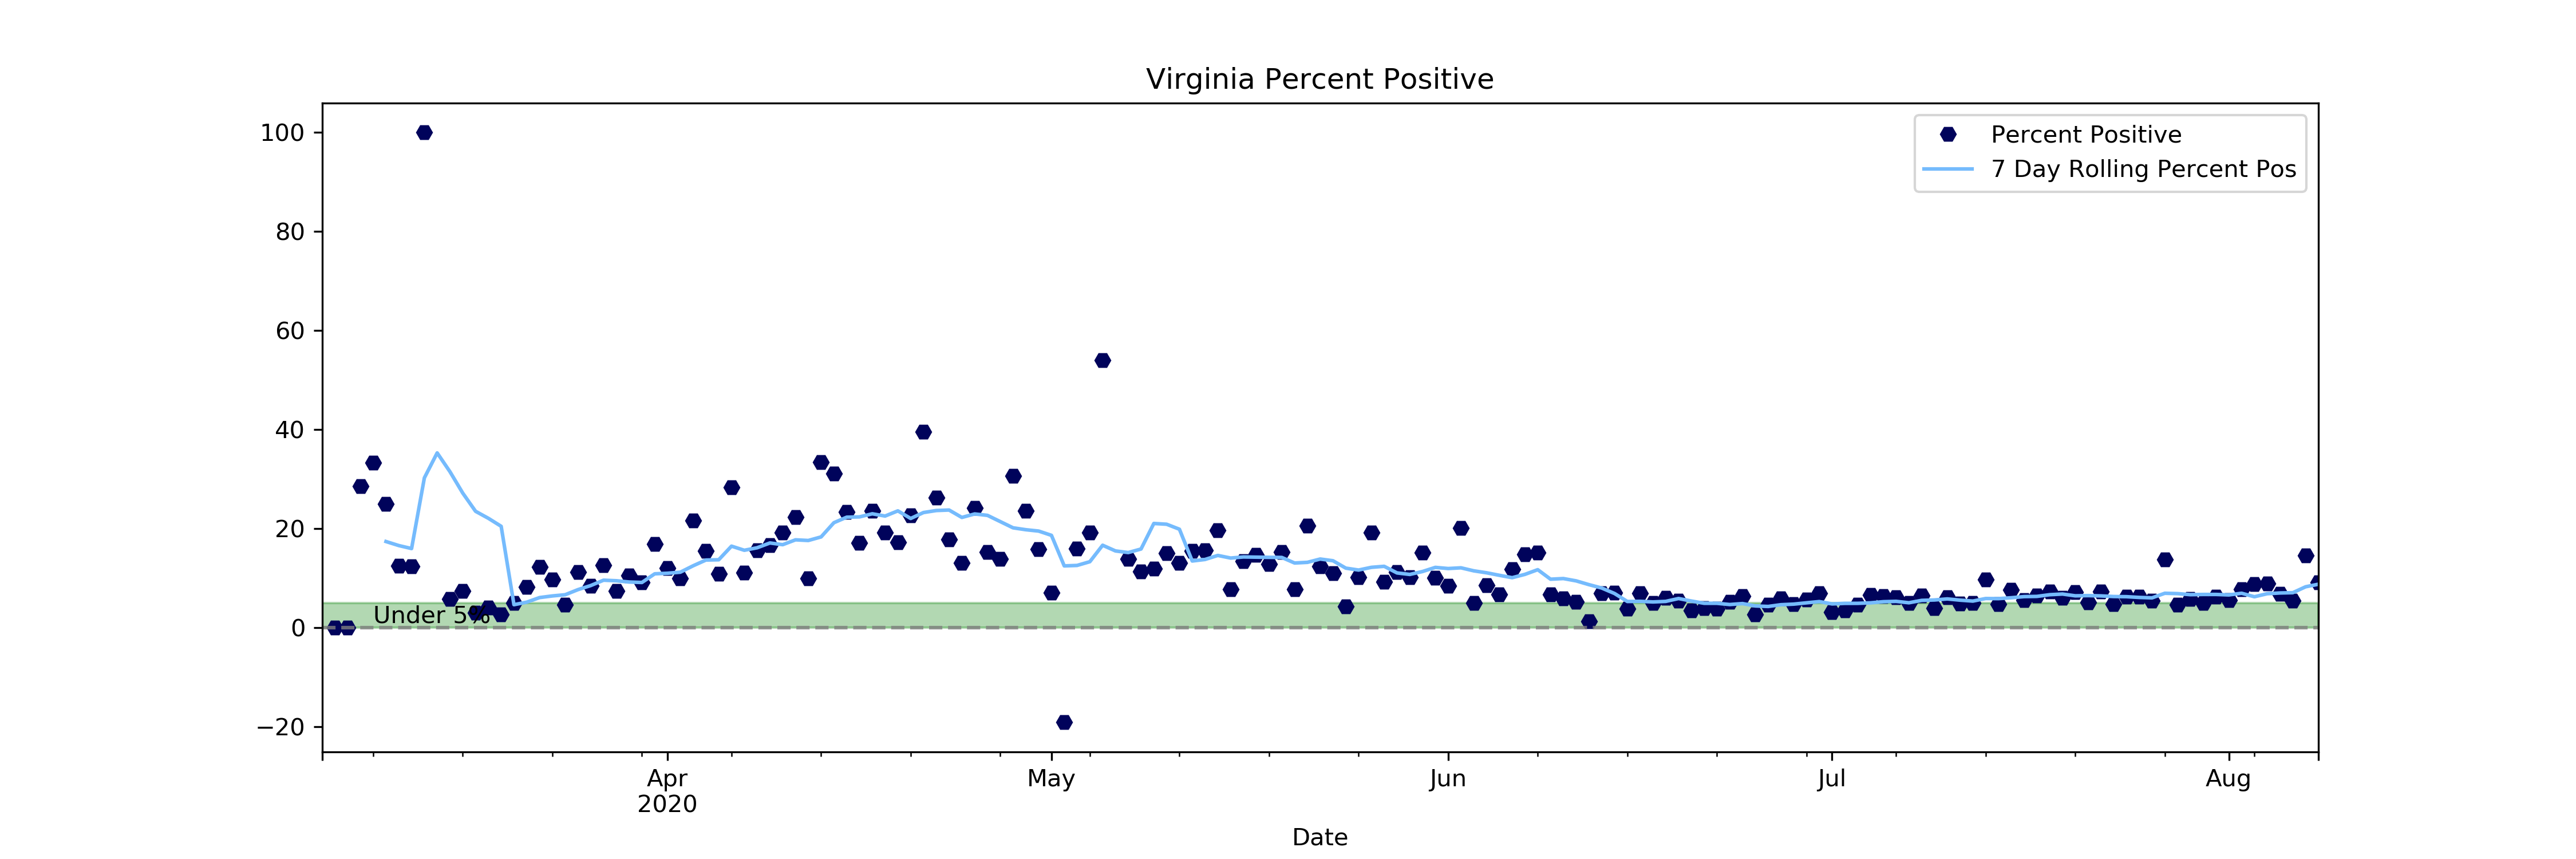 Virginia Percent Positive
100
80
60
40
20
0
−20
Percent Positive
7 Day Rolling Percent Pos
Under 5%
Apr
2020
May
Jun
Jul
Aug
Date